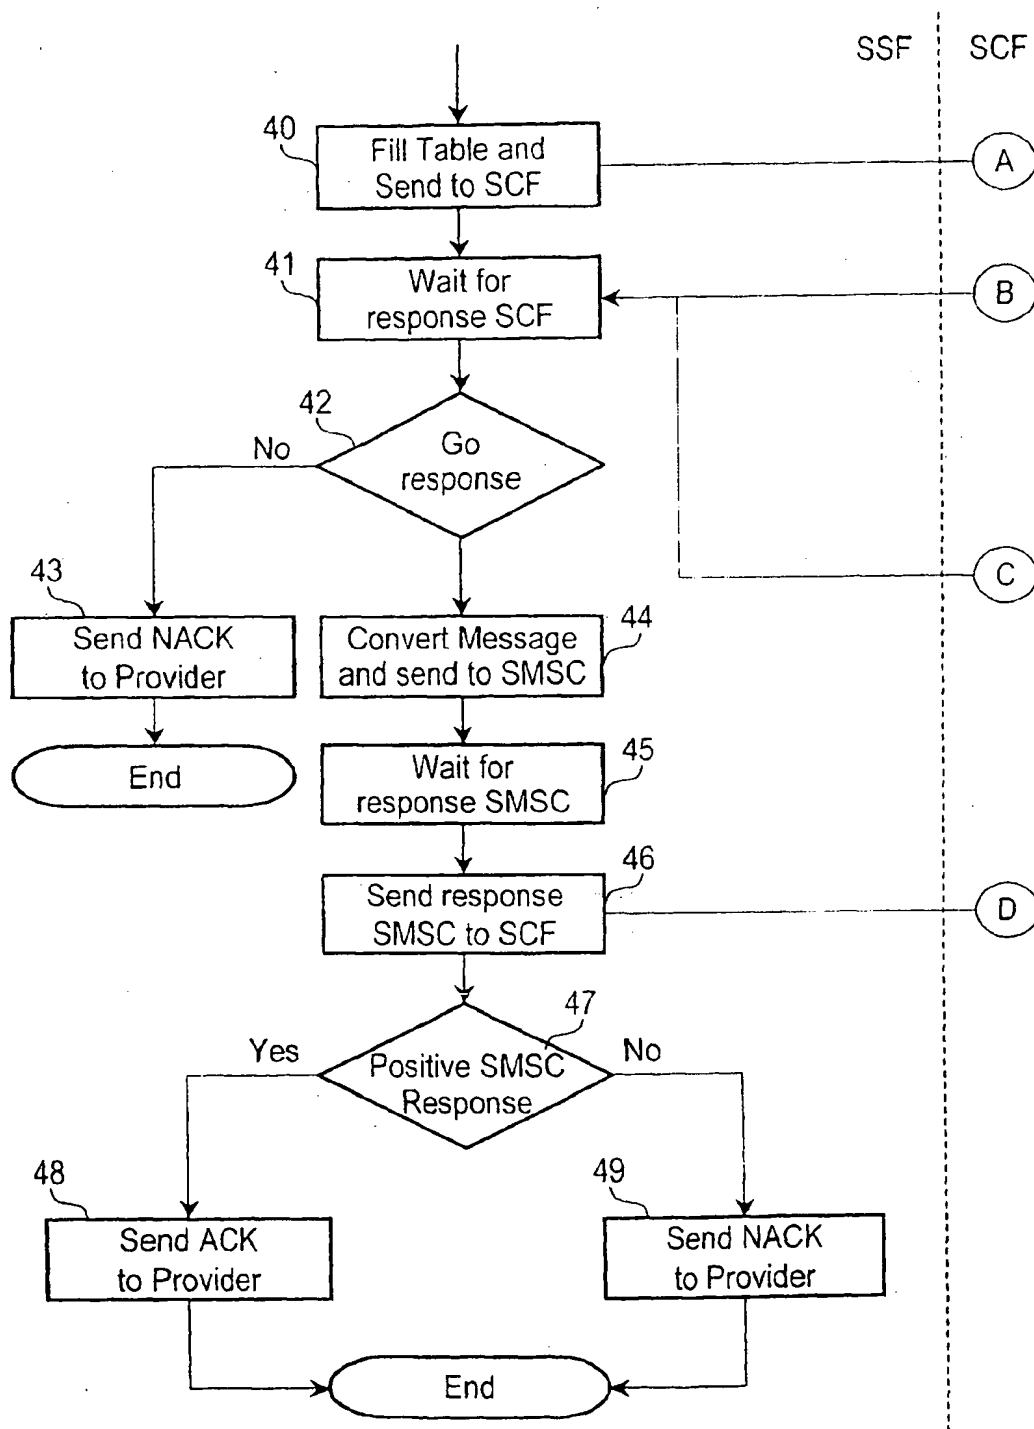 SSF
SCF
40
Fill Table and
Send to SCF
A
41
Wait for
response SCF
B
42
No
Go
response
C
43
Send NACK
to Provider
44
Convert Message
and send to SMSC
End
45
Wait for
response SMSC
46
Send response
SMSC to SCF
D
47
Yes
Positive SMSC
Response
No
48
Send ACK
to Provider
49
Send NACK
to Provider
End